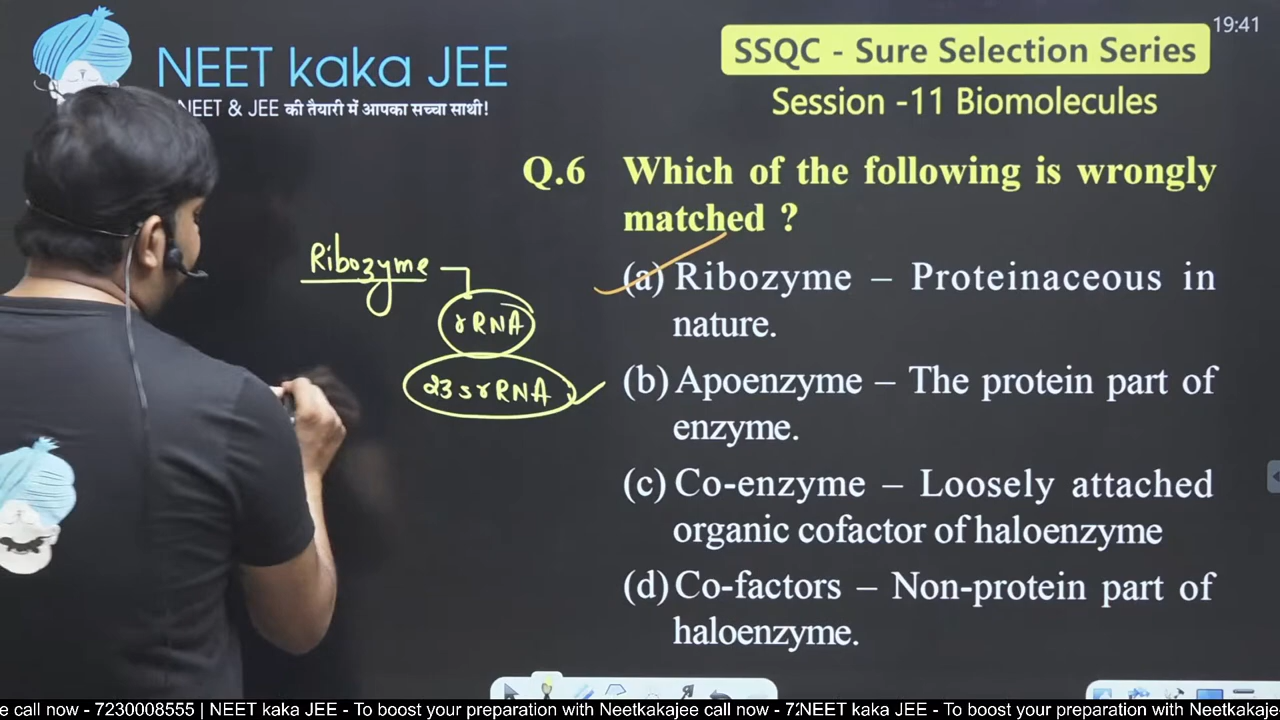 19:41
NEET kaka JEE
NEET & JEE की तैयारी में आपका सच्चा साथी!
SSQC - Sure Selection Series
Session -11 Biomolecules
Q.6 Which of the following is wrongly
matched ?
(a) Ribozyme – Proteinaceous in
nature.
(b) Apoenzyme – The protein part of
enzyme.
(c) Co-enzyme – Loosely attached
organic cofactor of haloenzyme
(d) Co-factors – Non-protein part of
haloenzyme.
Ribozyme
rRNA
23srRNA
e call now - 7230008555 | NEET kaka JEE - To boost your preparation with Neetkakajee call now - 72NEET kaka JEE - To boost your preparation with Neetkakaje